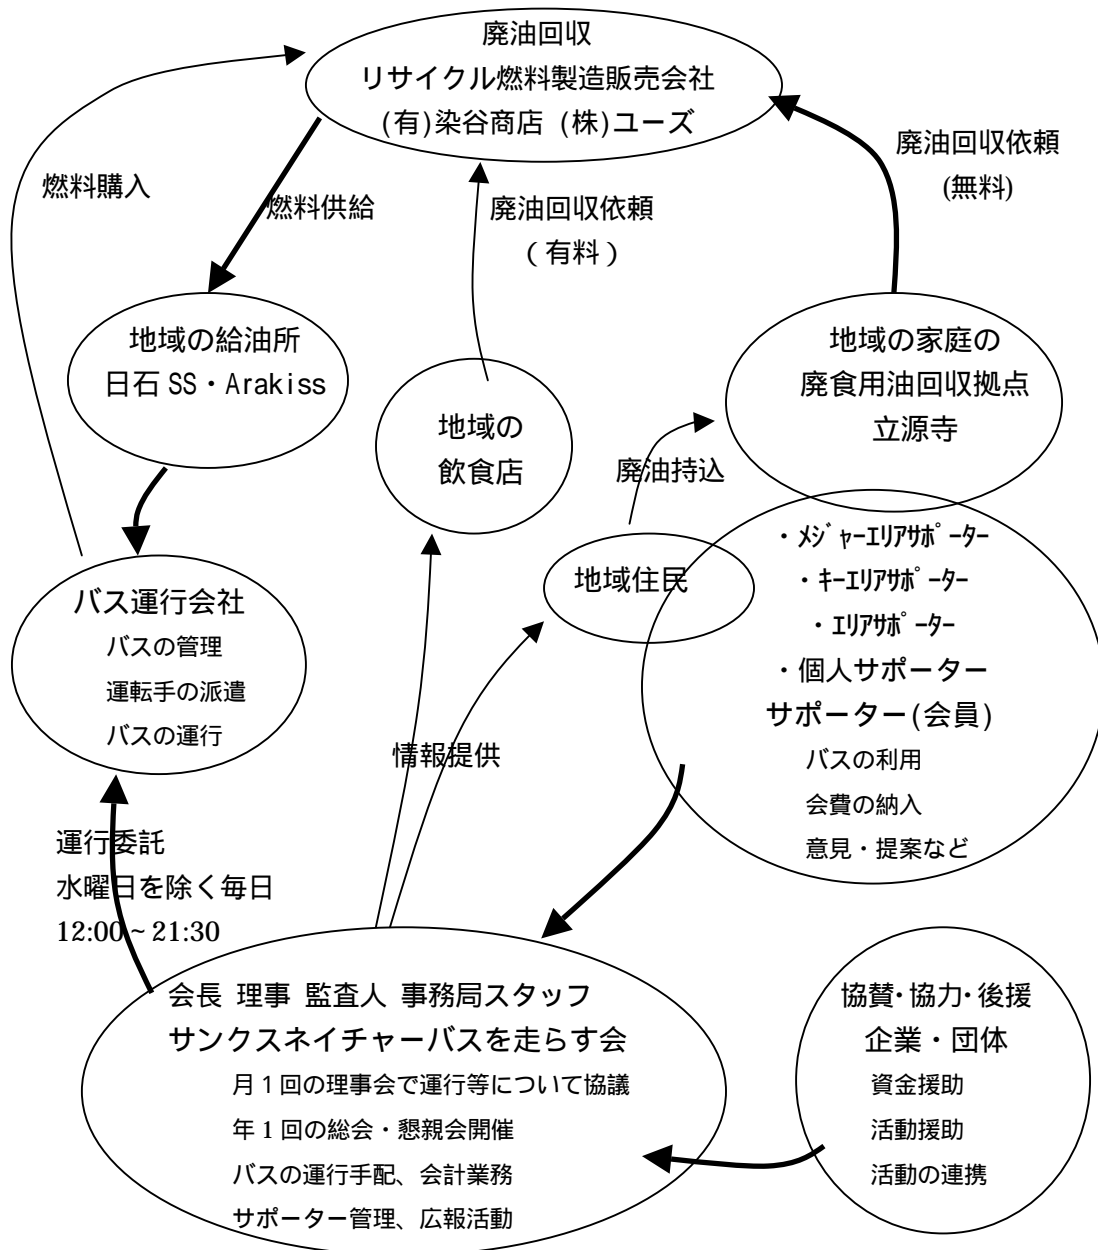 廃油回収
リサイクル燃料製造販売会社
(有)染谷商店 (株)ユーズ
廃油回収依頼
(無料)
燃料購入
燃料供給
廃油回収依頼
(有料)
地域の給油所
日石 SS・Arakiss
地域の家庭の
廃食用油回収拠点
立源寺
地域の
飲食店
廃油持込
・ﾒｼﾞｬｰｴﾘｱｻﾎﾟｰﾀｰ
・ｷｰｴﾘｱｻﾎﾟｰﾀｰ
・ｴﾘｱｻﾎﾟｰﾀｰ
・個人サポーター
サポーター(会員)
バスの利用
会費の納入
意見・提案など
地域住民
バス運行会社
バスの管理
運転手の派遣
バスの運行
情報提供
運行委託
水曜日を除く毎日
12:00~21:30
会長 理事 監査人 事務局スタッフ
サンクスネイチャーバスを走らす会
月1回の理事会で運行等について協議
年1回の総会・懇親会開催
バスの運行手配、会計業務
サポーター管理、広報活動
協賛・協力・後援
企業・団体
資金援助
活動援助
活動の連携